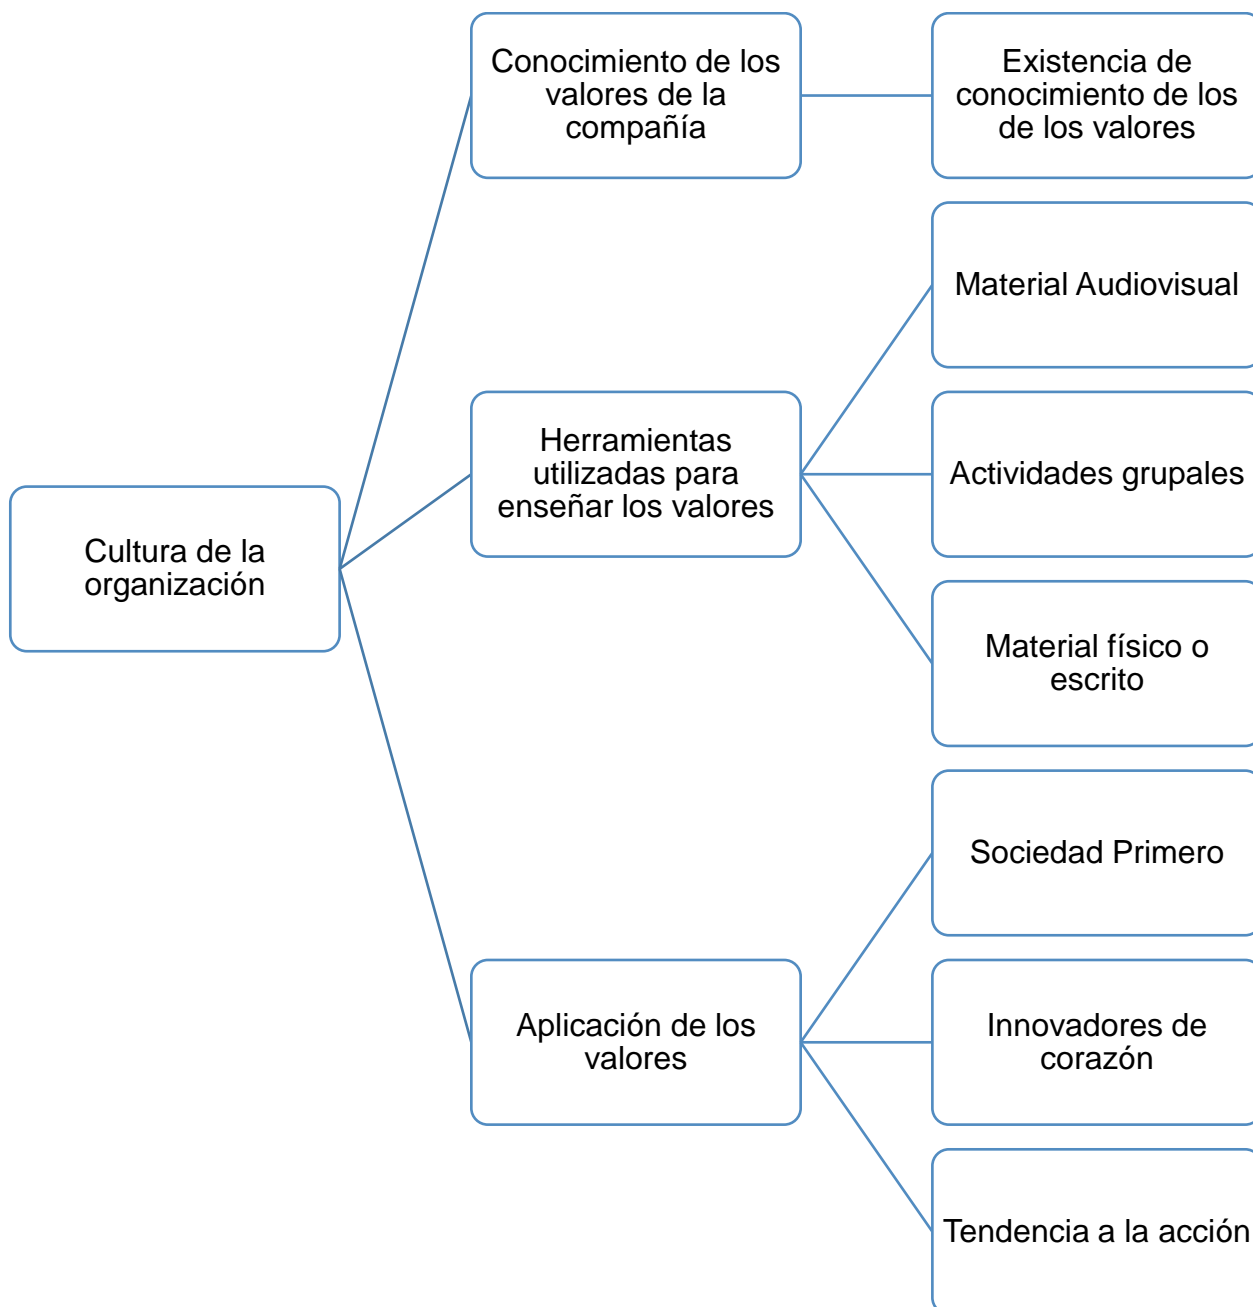 Cultura de la
organización
Conocimiento de los
valores de la
compañía
Existencia de
conocimiento de los
de los valores
Herramientas
utilizadas para
enseñar los valores
Material Audiovisual
Actividades grupales
Material físico o
escrito
Aplicación de los
valores
Sociedad Primero
Innovadores de
corazón
Tendencia a la acción